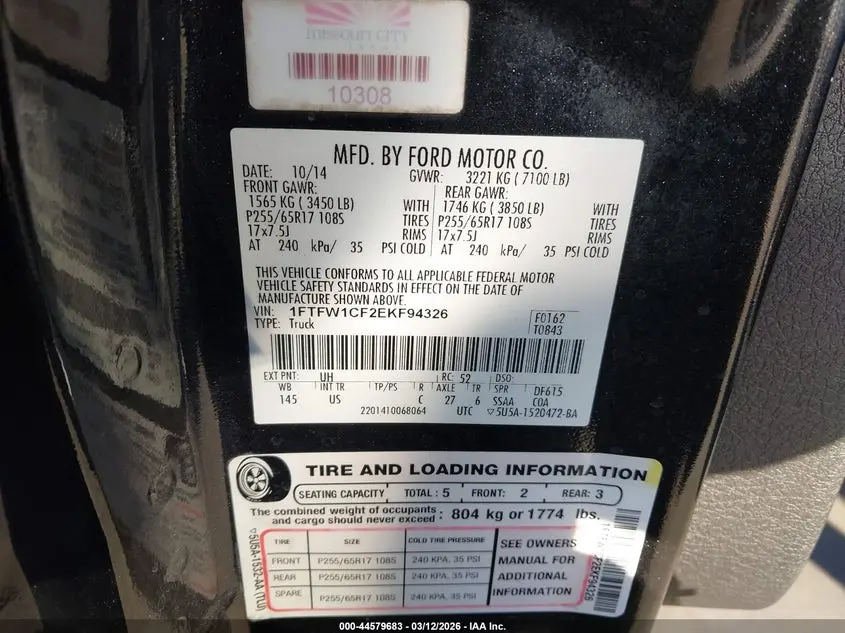 MISSOURI CITY
TEXAS
10308
MFD. BY FORD MOTOR CO.
DATE: 10/14 GVWR: 3221 KG ( 7100 LB)
FRONT GAWR: REAR GAWR:
1565 KG ( 3450 LB) WITH 1746 KG ( 3850 LB) WITH
P255/65R17 108S TIRES P255/65R17 108S TIRES
17x7.5J RIMS 17x7.5J RIMS
AT 240 kPa/ 35 PSI COLD AT 240 kPa/ 35 PSI COLD
THIS VEHICLE CONFORMS TO ALL APPLICABLE FEDERAL MOTOR
VEHICLE SAFETY STANDARDS IN EFFECT ON THE DATE OF
MANUFACTURE SHOWN ABOVE.
VIN: 1FTFW1CF2EKF94326 F0162
TYPE: Truck T0843
EXT PNT: UH RC: 52 DSO:
WB INT TR TP/PS R AXLE TR SPR DF615
145 US C 27 6 SSAA COA
2201410068064 UTC ▽5U5A-1520472-BA
TIRE AND LOADING INFORMATION
SEATING CAPACITY TOTAL : 5 FRONT: 2 REAR: 3
The combined weight of occupants
and cargo should never exceed : 804 kg or 1774 lbs.
TIRE SIZE COLD TIRE PRESSURE
FRONT P255/65R17 108S 240 KPA, 35 PSI
REAR P255/65R17 108S 240 KPA, 35 PSI
SPARE P255/65R17 108S 240 KPA, 35 PSI
SEE OWNERS
MANUAL FOR
ADDITIONAL
INFORMATION
▽5U5A-1532-AA (TLU)
000-44579683 - 03/12/2026 - IAA Inc.